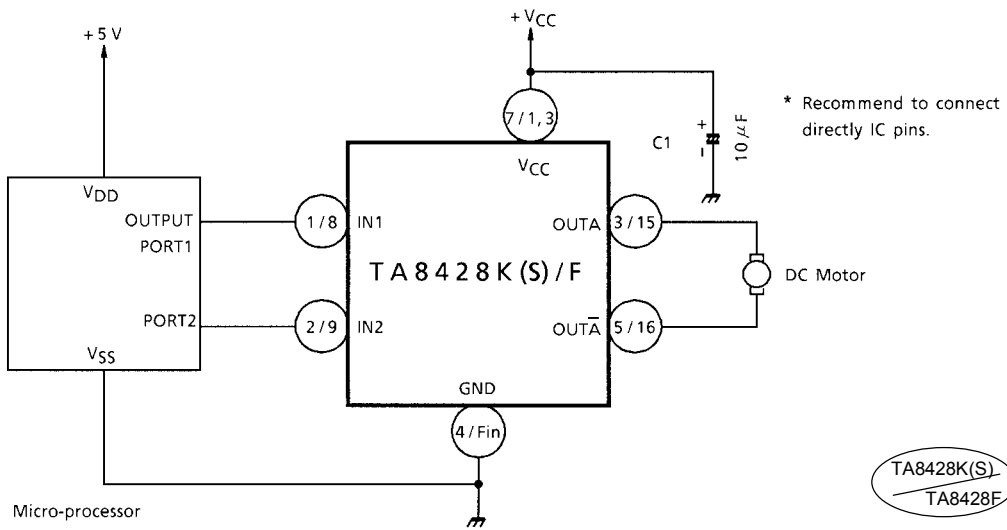 + 5 V
+ VCC
7 / 1, 3
* Recommend to connect
directly IC pins.
C1
+
-
10 μF
VDD
VCC
OUTPUT
PORT1
1 / 8
IN1
OUTA
3 / 15
TA8428K(S)/F
DC Motor
PORT2
2 / 9
IN2
OUTA̅
5 / 16
VSS
GND
4 / Fin
TA8428K(S)
TA8428F
Micro-processor